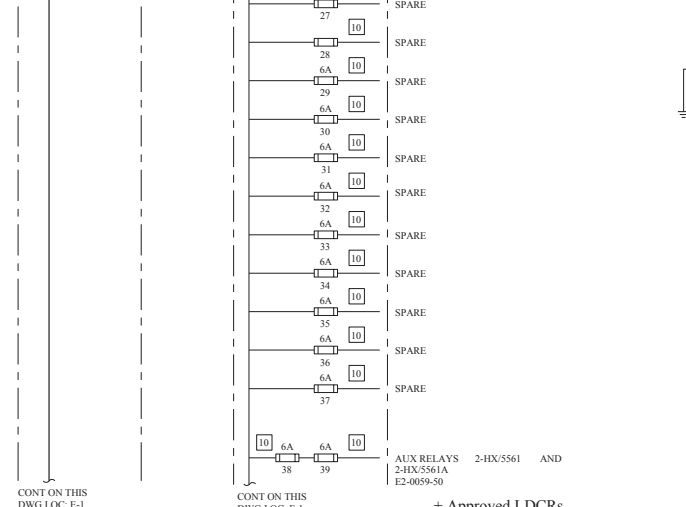 SPARE
27
10
SPARE
28
6A
10
SPARE
29
6A
10
SPARE
30
6A
10
SPARE
31
6A
10
SPARE
32
6A
10
SPARE
33
6A
10
SPARE
34
6A
10
SPARE
35
6A
10
SPARE
36
6A
10
SPARE
37
10
6A
6A
10
38
39
AUX RELAYS 2-HX/5561 AND
2-HX/5561A
E2-0059-50
CONT ON THIS
CONT ON THIS
+ Approved LDCRs